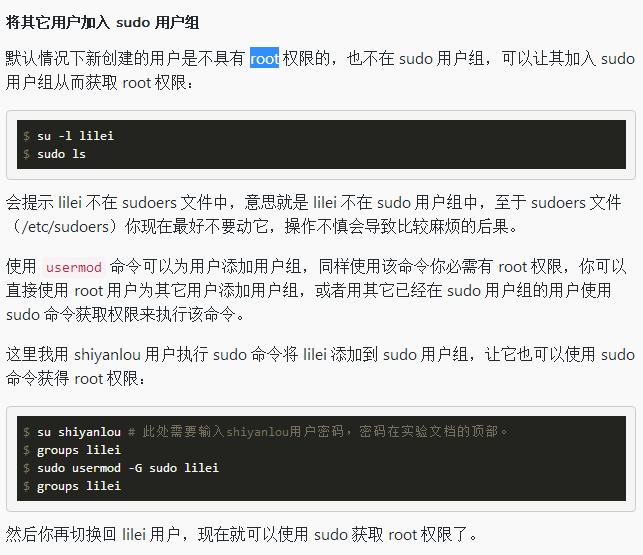 将其它用户加入 sudo 用户组
默认情况下新创建的用户是不具有 root 权限的，也不在 sudo 用户组，可以让其加入 sudo
用户组从而获取 root 权限：
$ su -l lilei
$ sudo ls
会提示 lilei 不在 sudoers 文件中，意思就是 lilei 不在 sudo 用户组中，至于 sudoers 文件
（/etc/sudoers）你现在最好不要动它，操作不慎会导致比较麻烦的后果。
使用 usermod 命令可以为用户添加用户组，同样使用该命令你必需有 root 权限，你可以
直接使用 root 用户为其它用户添加用户组，或者用其它已经在 sudo 用户组的用户使用
sudo 命令获取权限来执行该命令。
这里我用 shiyanlou 用户执行 sudo 命令将 lilei 添加到 sudo 用户组，让它也可以使用 sudo
命令获得 root 权限：
$ su shiyanlou # 此处需要输入shiyanlou用户密码，密码在实验文档的顶部。
$ groups lilei
$ sudo usermod -G sudo lilei
$ groups lilei
然后你再切换回 lilei 用户，现在就可以使用 sudo 获取 root 权限了。